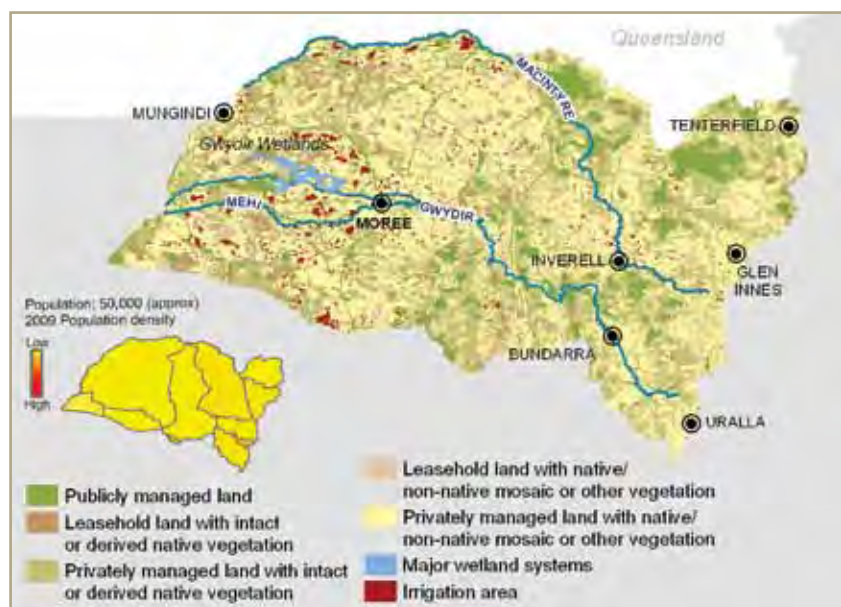 Queensland
MACINTYRE
MUNGINDI
TENTERFIELD
Gwydir Wetlands
MEHI
MOREE
GWYDIR
INVERELL
GLEN
INNES
BUNDARRA
URALLA
Population: 50,000 (approx)
2009 Population density
Low
High
Publicly managed land
Leasehold land with intact
or derived native vegetation
Privately managed land with intact
or derived native vegetation
Leasehold land with native/
non-native mosaic or other vegetation
Privately managed land with native/
non-native mosaic or other vegetation
Major wetland systems
Irrigation area